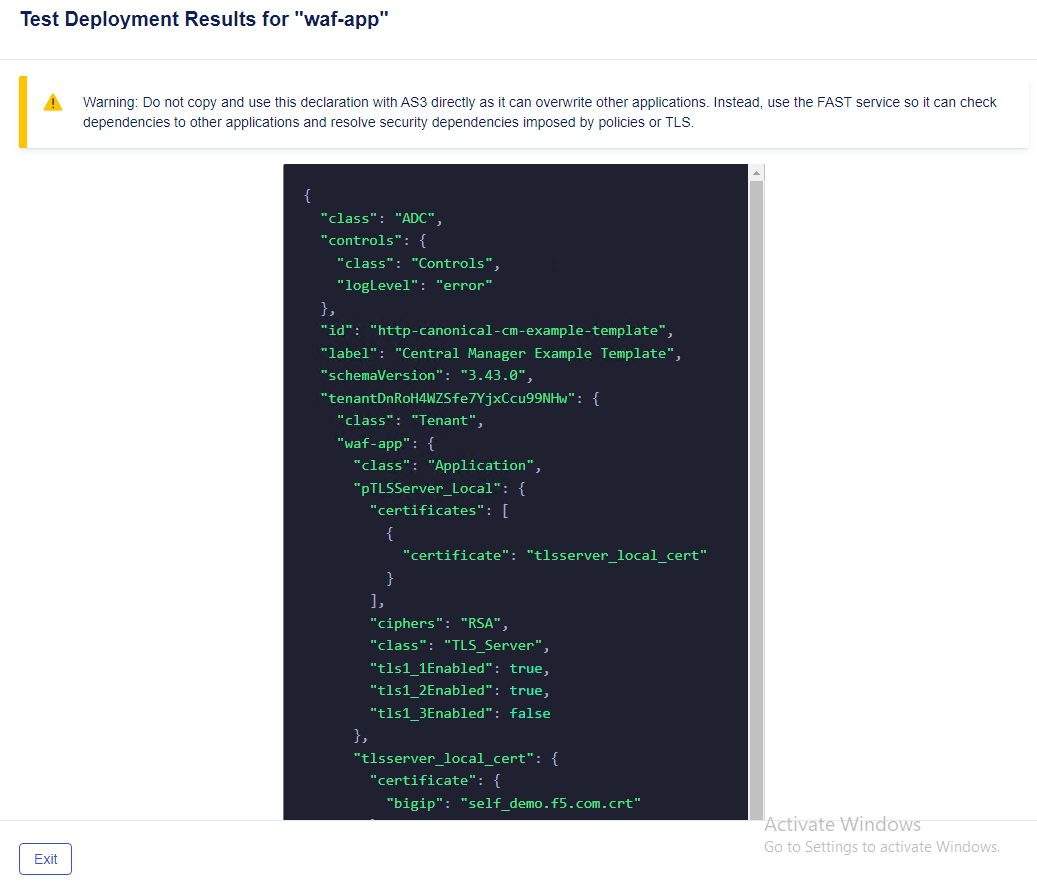 Test Deployment Results for "waf-app"
Warning: Do not copy and use this declaration with AS3 directly as it can overwrite other applications. Instead, use the FAST service so it can check
dependencies to other applications and resolve security dependencies imposed by policies or TLS.
{
"class": "ADC",
"controls": {
"class": "Controls",
"logLevel": "error"
},
"id": "http-canonical-cm-example-template",
"label": "Central Manager Example Template",
"schemaVersion": "3.43.0",
"tenantDnRoH4WZSfe7YjxCcu99NHw": {
"class": "Tenant",
"waf-app": {
"class": "Application",
"pTLSServer_Local": {
"certificates": [
{
"certificate": "tlsserver_local_cert"
}
],
"ciphers": "RSA",
"class": "TLS_Server",
"tls1_1Enabled": true,
"tls1_2Enabled": true,
"tls1_3Enabled": false
},
"tlsserver_local_cert": {
"certificate": {
"bigip": "self_demo.f5.com.crt"
Activate Windows
Go to Settings to activate Windows.
Exit